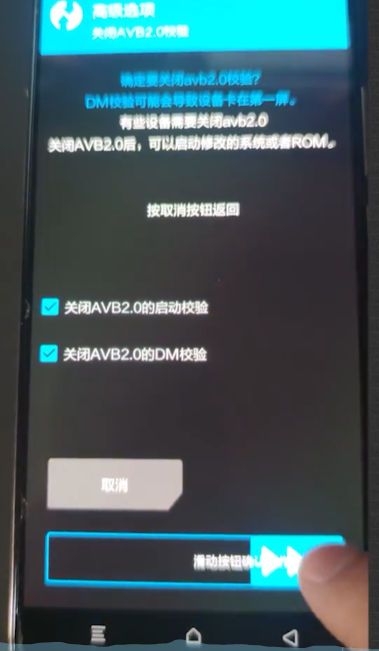 高级选项
关闭AVB2.0校验
确定要关闭avb2.0校验?
DM校验可能会导致设备卡在第一屏。
有些设备需要关闭avb2.0
关闭AVB2.0后，可以启动修改的系统或者ROM。
按取消按钮返回
关闭AVB2.0的启动校验
关闭AVB2.0的DM校验
取消
滑动按钮确